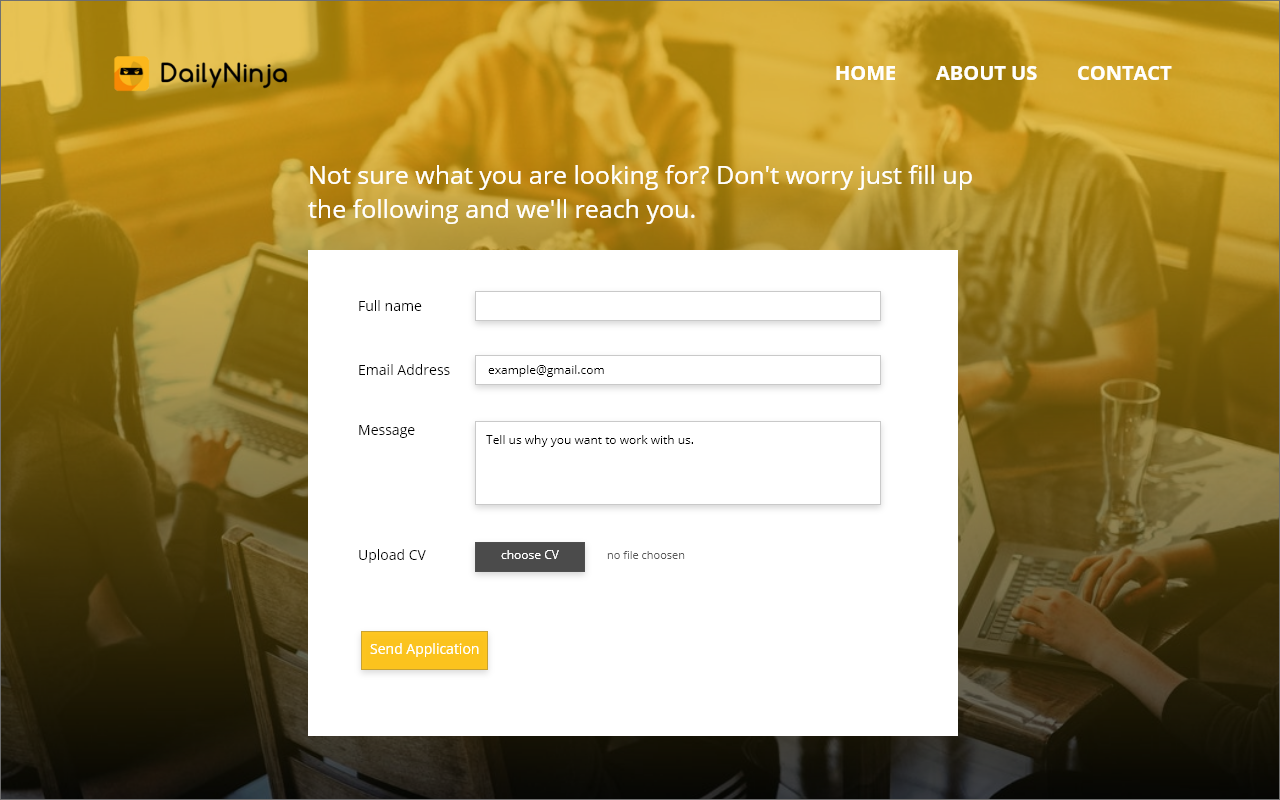 DailyNinja
HOME ABOUT US CONTACT
Not sure what you are looking for? Don't worry just fill up
the following and we'll reach you.
Full name
Email Address
example@gmail.com
Message
Tell us why you want to work with us.
Upload CV
choose CV
no file choosen
Send Application